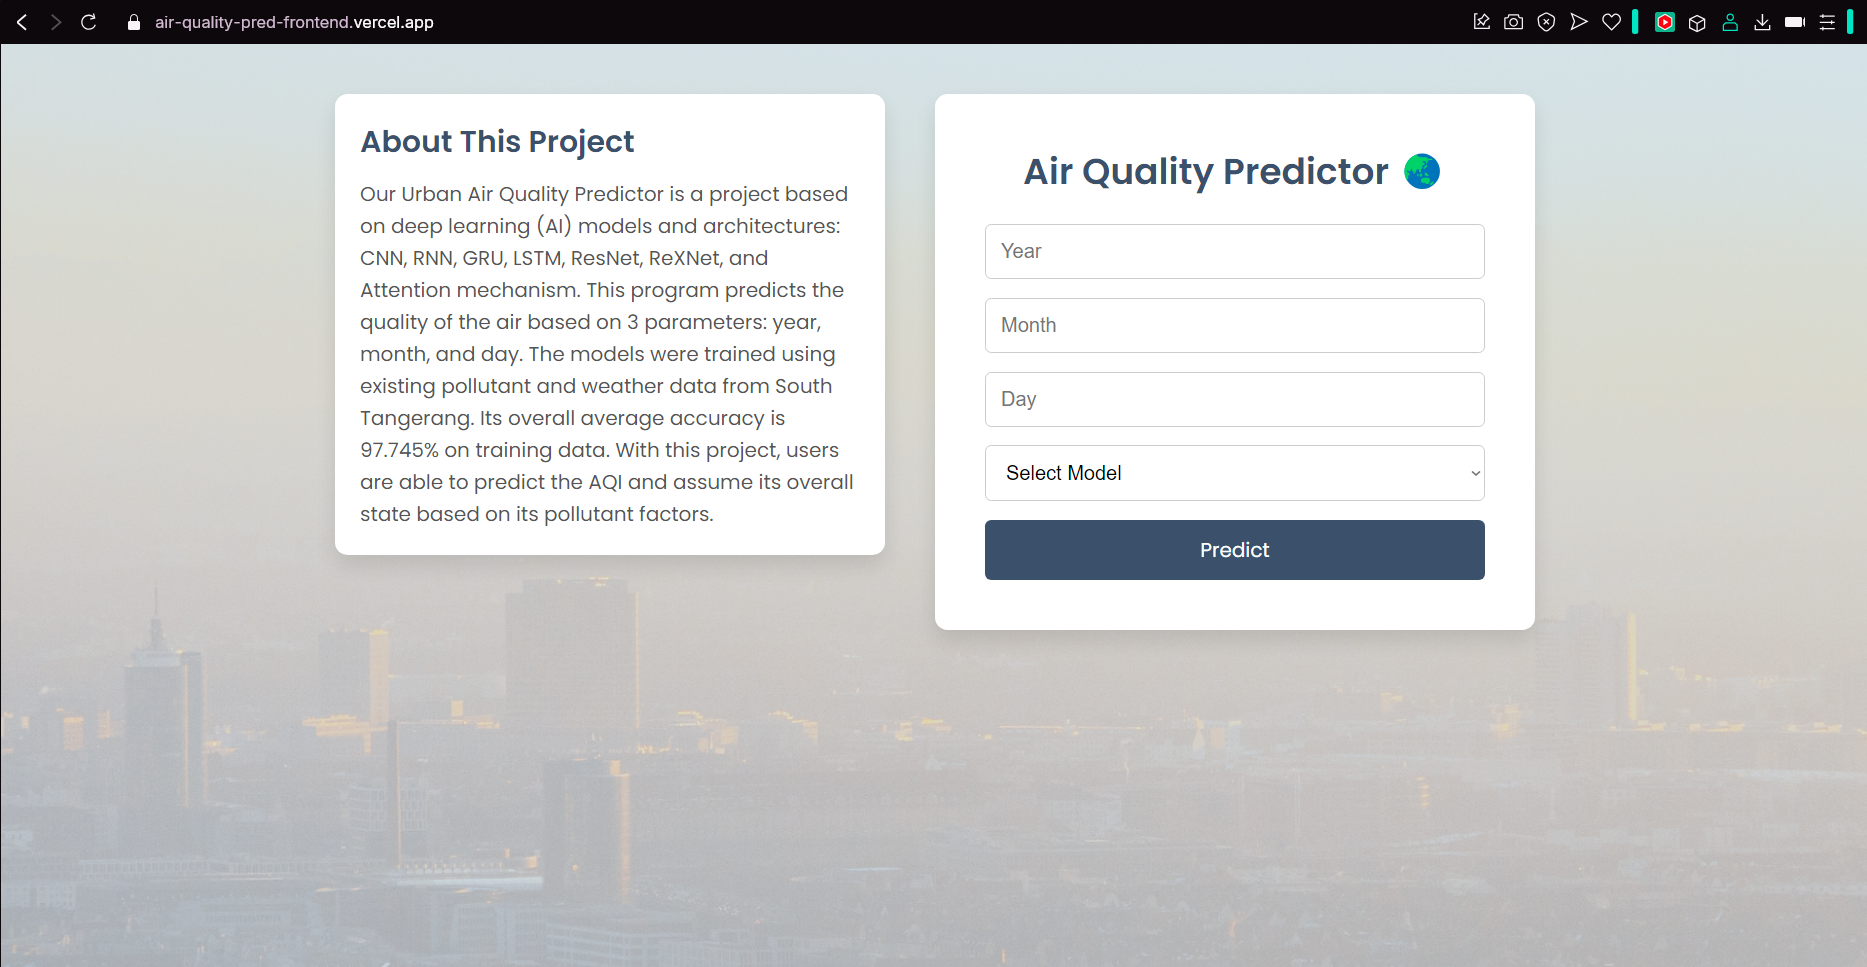 air-quality-pred-frontend.vercel.app
About This Project
Our Urban Air Quality Predictor is a project based
on deep learning (AI) models and architectures:
CNN, RNN, GRU, LSTM, ResNet, ReXNet, and
Attention mechanism. This program predicts the
quality of the air based on 3 parameters: year,
month, and day. The models were trained using
existing pollutant and weather data from South
Tangerang. Its overall average accuracy is
97.745% on training data. With this project, users
are able to predict the AQI and assume its overall
state based on its pollutant factors.
Air Quality Predictor 🌏
Year
Month
Day
Select Model
Predict